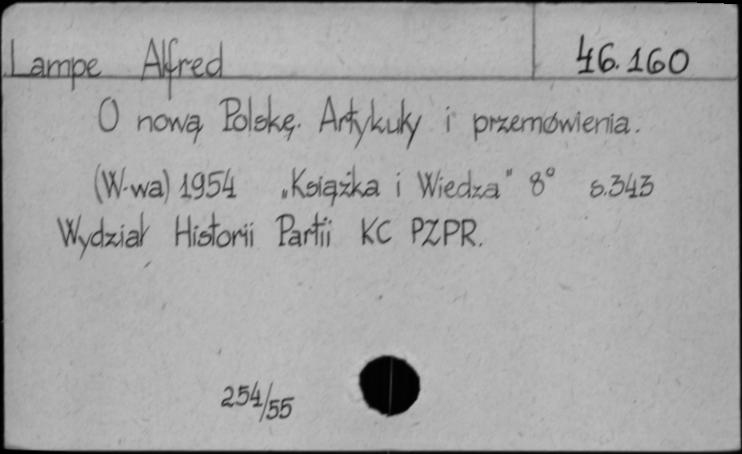 Lampe Alfred 46.160
O nową Polskę. Artykuły i przemówienia.
(W-wa) 1954 „Książka i Wiedza" 8° s.343
Wydział Historii Partii KC PZPR.
254/55